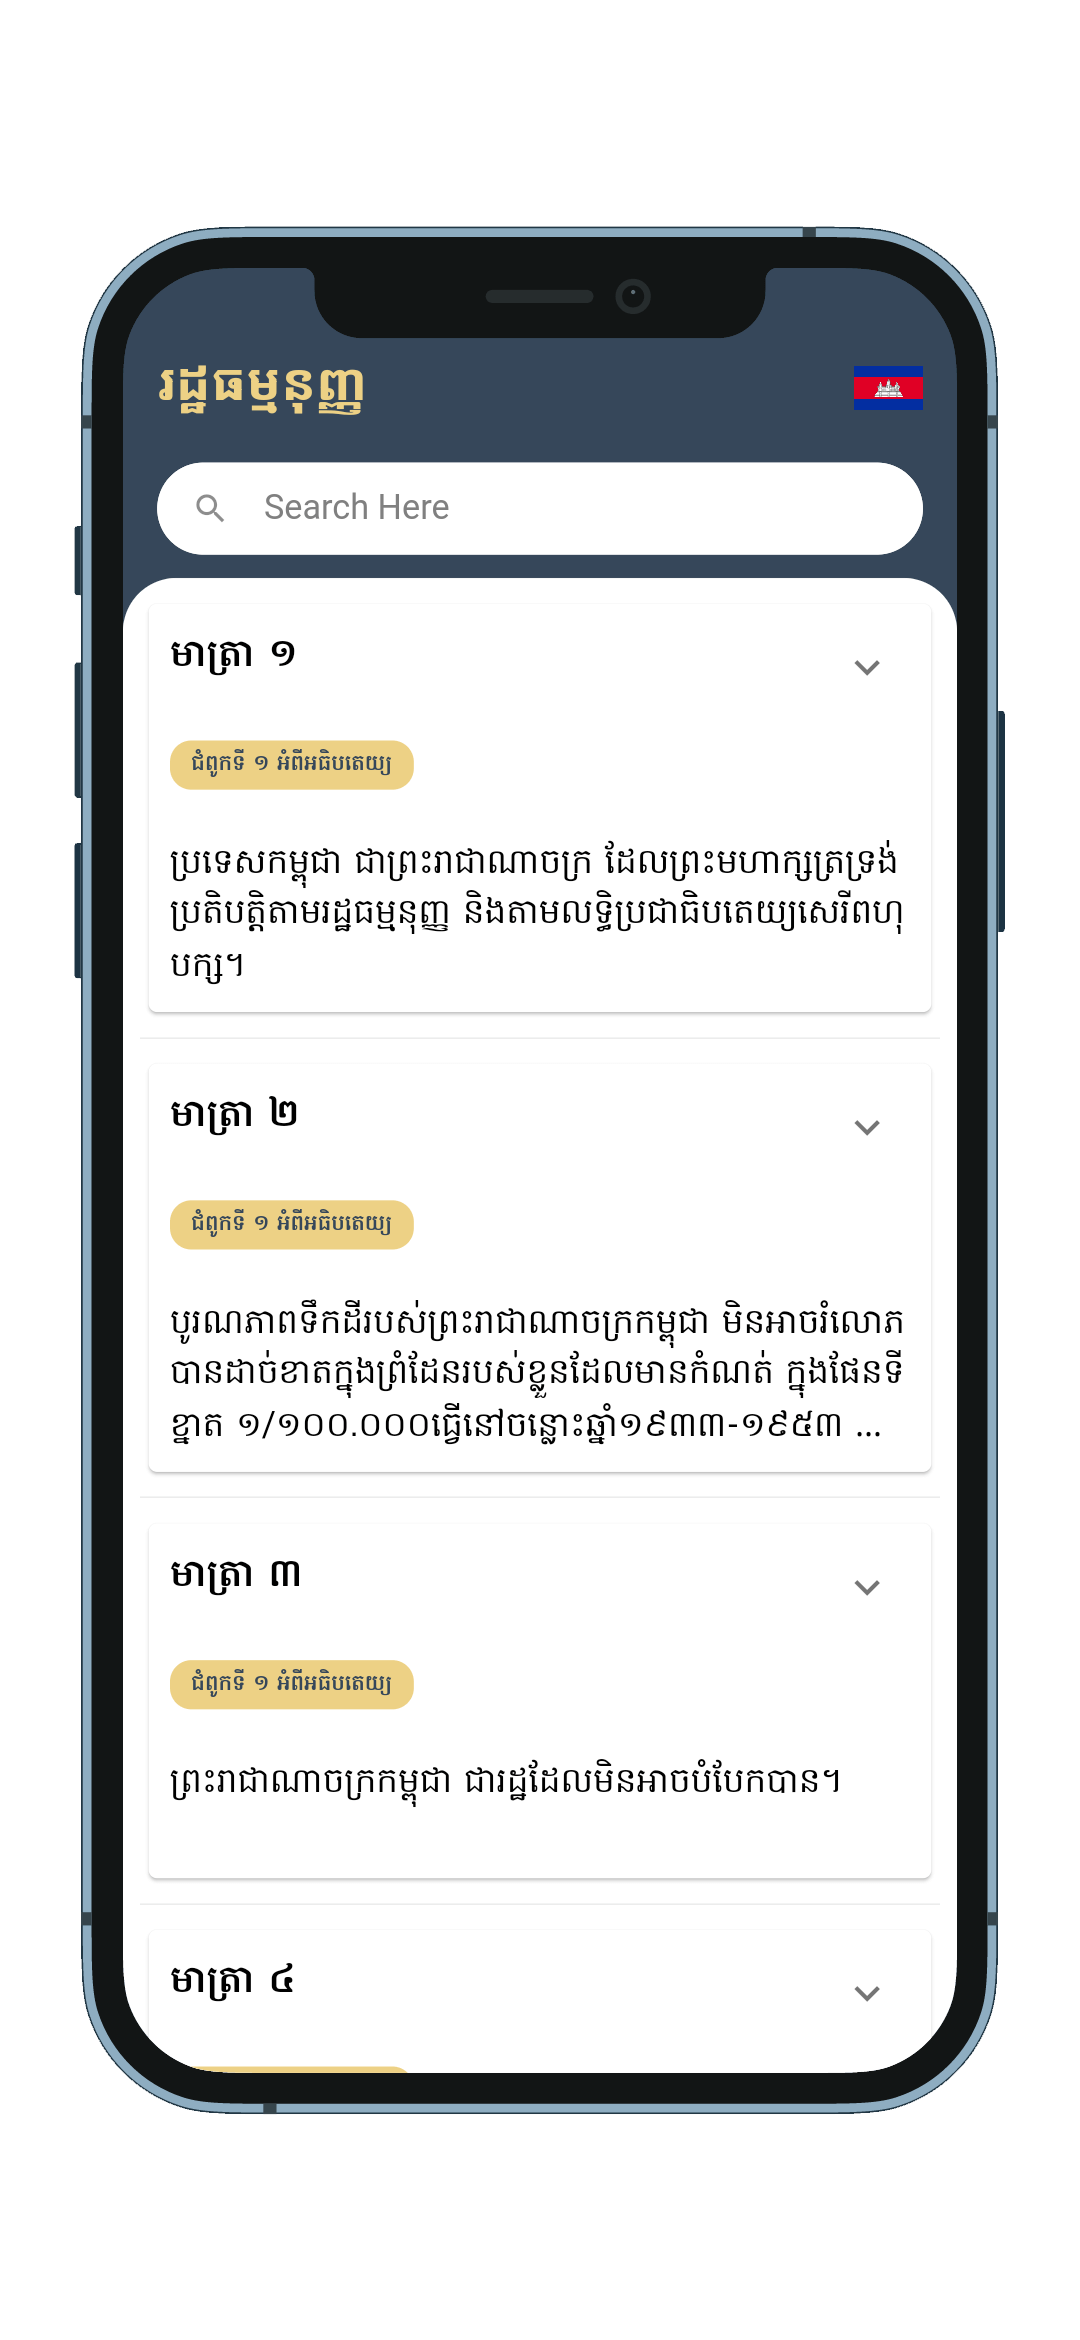 រដ្ឋធម្មនុញ្ញ
Search Here
មាត្រា ១
ជំពូកទី ១ អំពីអធិបតេយ្យ
ប្រទេសកម្ពុជា ជាព្រះរាជាណាចក្រ ដែលព្រះមហាក្សត្រទ្រង់
ប្រតិបត្តិតាមរដ្ឋធម្មនុញ្ញ និងតាមលទ្ធិប្រជាធិបតេយ្យសេរីពហុ
បក្ស។
មាត្រា ២
ជំពូកទី ១ អំពីអធិបតេយ្យ
បូរណភាពទឹកដីរបស់ព្រះរាជាណាចក្រកម្ពុជា មិនអាចរំលោភ
បានដាច់ខាតក្នុងព្រំដែនរបស់ខ្លួនដែលមានកំណត់ ក្នុងផែនទី
ខ្នាត ១/១០០.០០០ធ្វើនៅចន្លោះឆ្នាំ១៩៣៣-១៩៥៣ ...
មាត្រា ៣
ជំពូកទី ១ អំពីអធិបតេយ្យ
ព្រះរាជាណាចក្រកម្ពុជា ជារដ្ឋដែលមិនអាចបំបែកបាន។
មាត្រា ៤